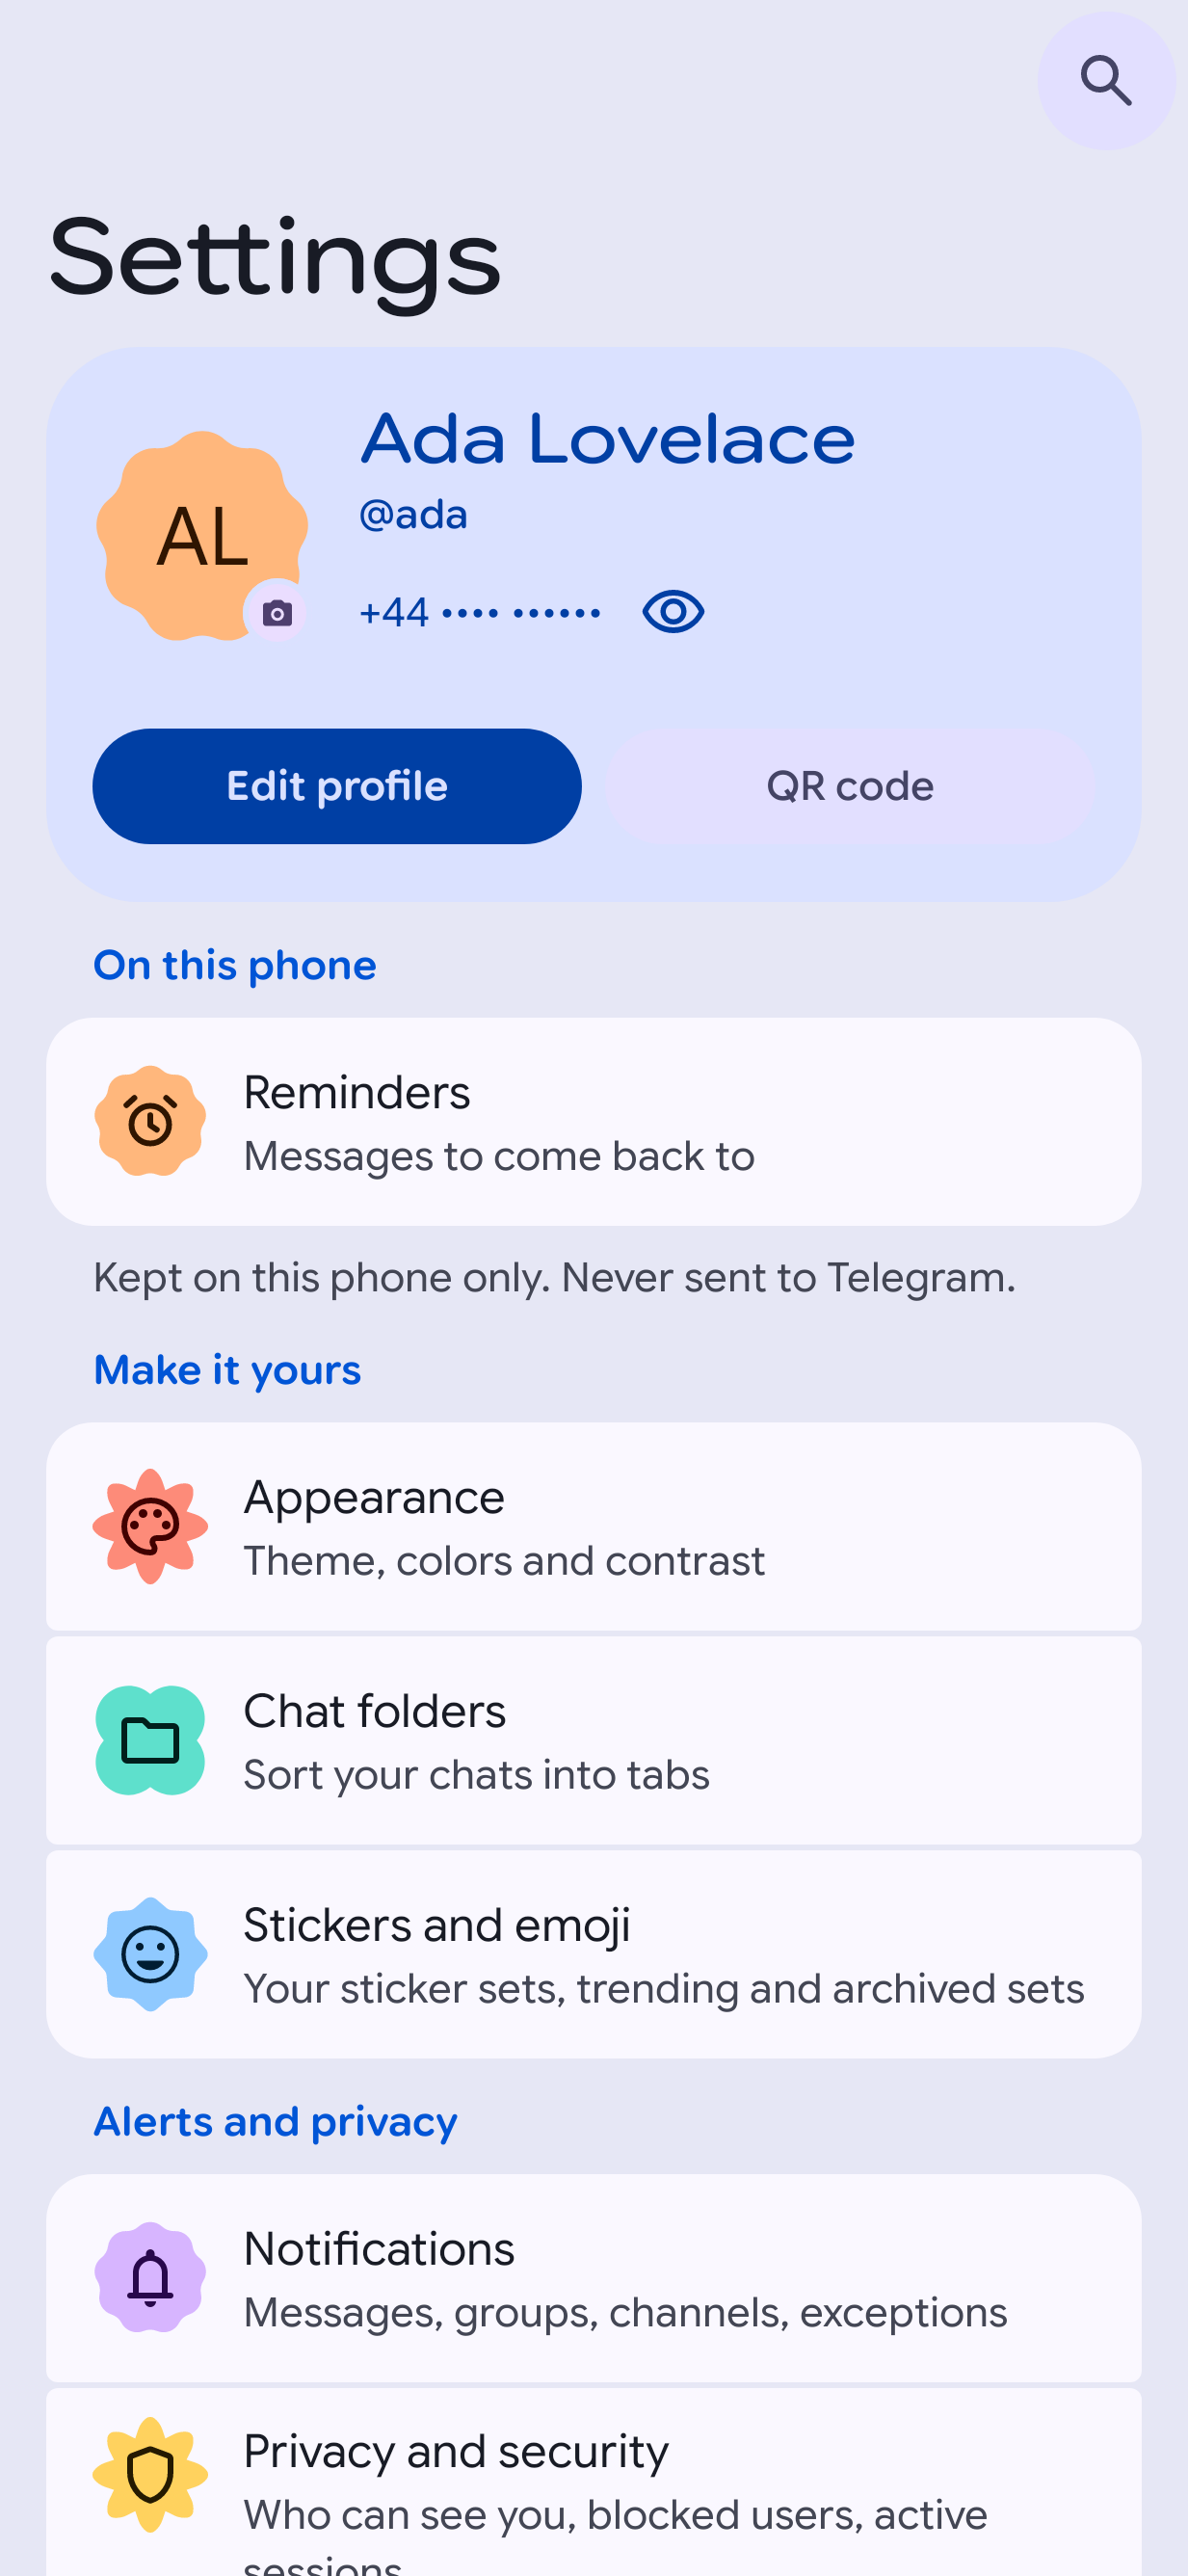 Settings
Ada Lovelace
@ada
AL
+44 •••• ••••••
Edit profile
QR code
On this phone
Reminders
Messages to come back to
Kept on this phone only. Never sent to Telegram.
Make it yours
Appearance
Theme, colors and contrast
Chat folders
Sort your chats into tabs
Stickers and emoji
Your sticker sets, trending and archived sets
Alerts and privacy
Notifications
Messages, groups, channels, exceptions
Privacy and security
Who can see you, blocked users, active
sessions